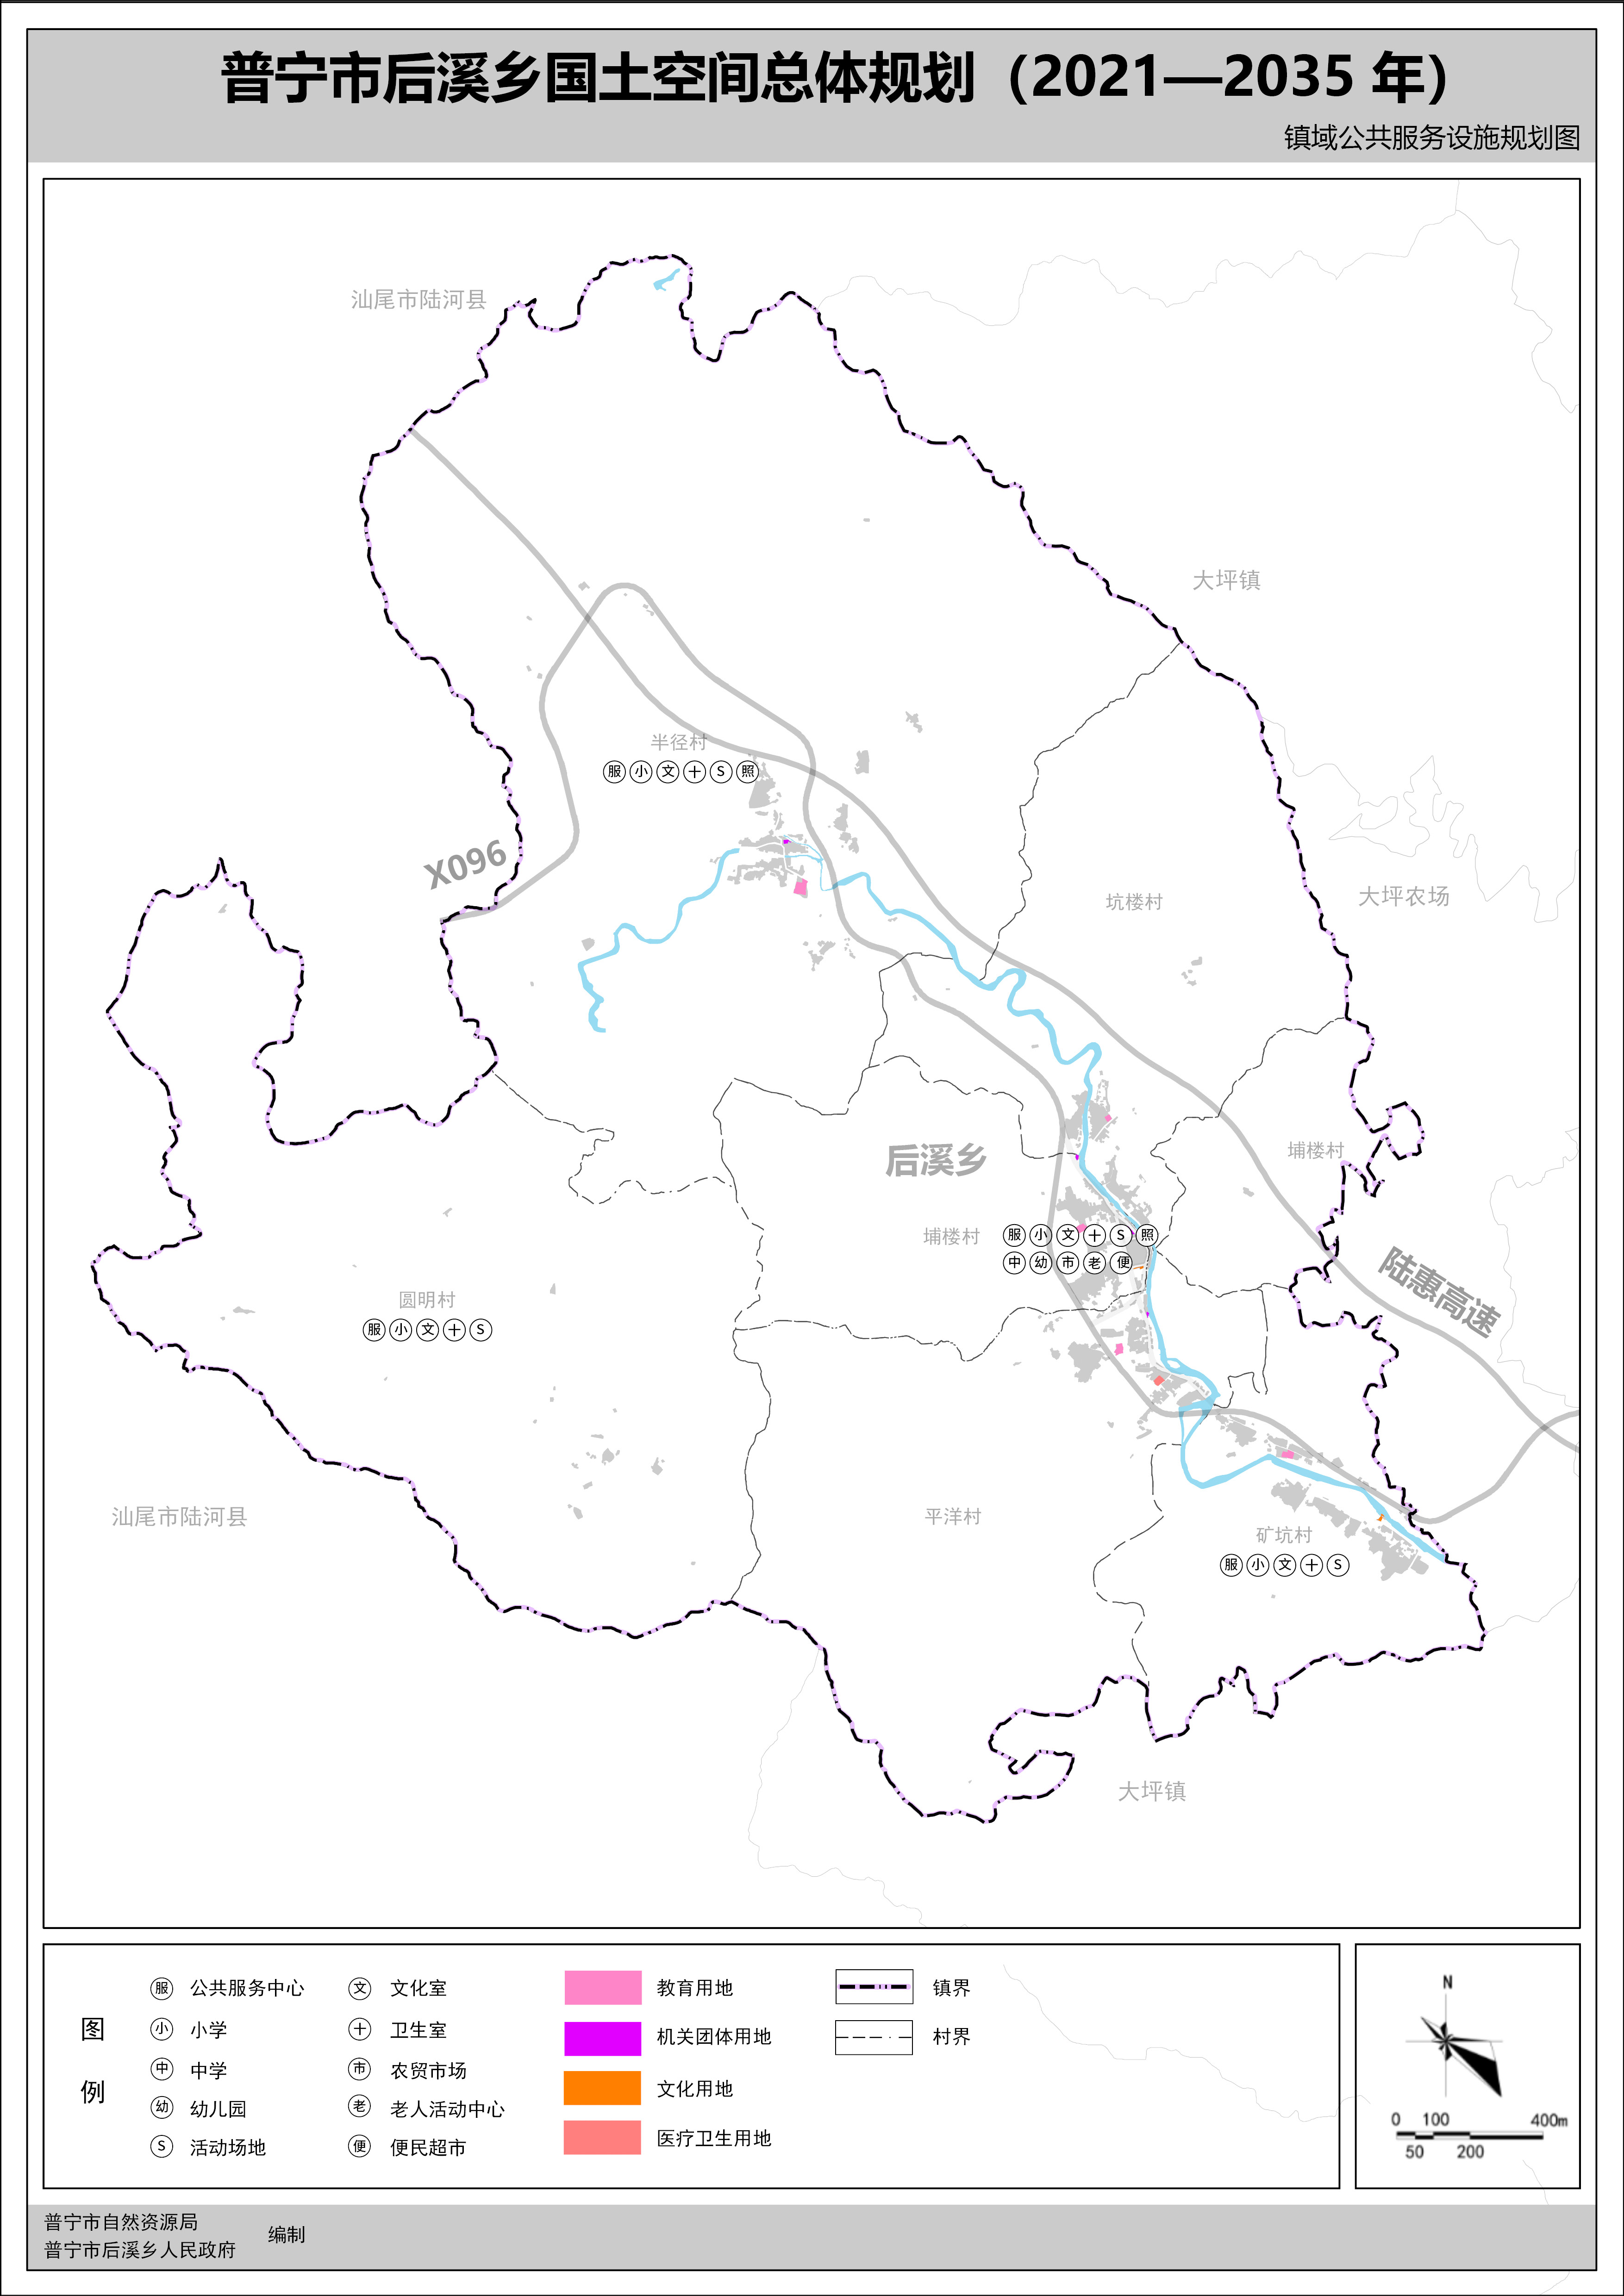 普宁市后溪乡国土空间总体规划（2021—2035 年）
镇域公共服务设施规划图
汕尾市陆河县
大坪镇
半径村
服 小 文 十 S 照
X096
坑楼村
大坪农场
后溪乡
埔楼村
埔楼村
服 小 文 十 S 照
中 幼 市 老 便
陆惠高速
圆明村
服 小 文 十 S
汕尾市陆河县
平洋村
矿坑村
服 小 文 十 S
大坪镇
图
例
服 公共服务中心
小 小学
中 中学
幼 幼儿园
S 活动场地
文 文化室
十 卫生室
市 农贸市场
老 老人活动中心
便 便民超市
教育用地
机关团体用地
文化用地
医疗卫生用地
镇界
村界
N
0 100 400m
50 200
普宁市自然资源局
普宁市后溪乡人民政府
编制